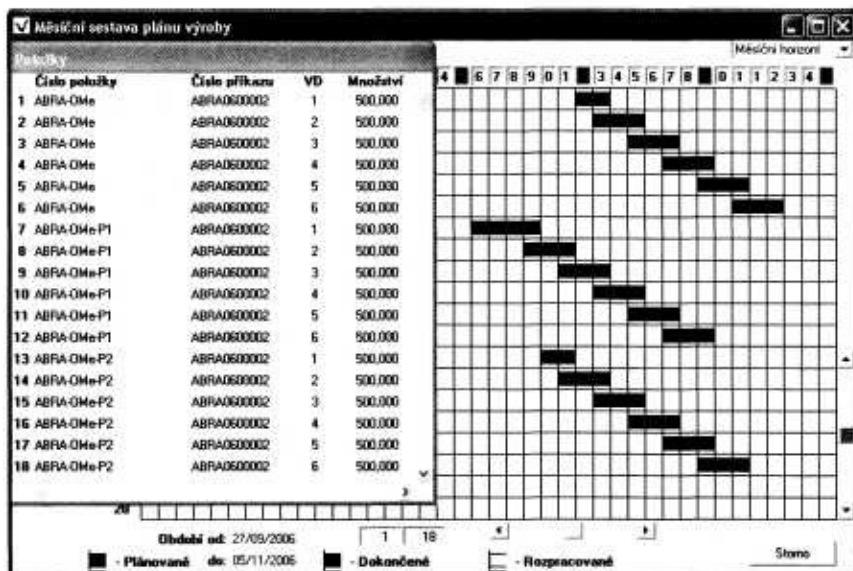 Měsíční sestava plánu výroby
Položky
Měsíční horizont
Číslo položky Číslo příkazu VD Množství
4 6 7 8 9 0 1 3 4 5 6 7 8 0 1 1 2 3 4
1 ABRA-OMe ABRA0600002 1 500,000
2 ABRA-OMe ABRA0600002 2 500,000
3 ABRA-OMe ABRA0600002 3 500,000
4 ABRA-OMe ABRA0600002 4 500,000
5 ABRA-OMe ABRA0600002 5 500,000
6 ABRA-OMe ABRA0600002 6 500,000
7 ABRA-OMe-P1 ABRA0600002 1 500,000
8 ABRA-OMe-P1 ABRA0600002 2 500,000
9 ABRA-OMe-P1 ABRA0600002 3 500,000
10 ABRA-OMe-P1 ABRA0600002 4 500,000
11 ABRA-OMe-P1 ABRA0600002 5 500,000
12 ABRA-OMe-P1 ABRA0600002 6 500,000
13 ABRA-OMe-P2 ABRA0600002 1 500,000
14 ABRA-OMe-P2 ABRA0600002 2 500,000
15 ABRA-OMe-P2 ABRA0600002 3 500,000
16 ABRA-OMe-P2 ABRA0600002 4 500,000
17 ABRA-OMe-P2 ABRA0600002 5 500,000
18 ABRA-OMe-P2 ABRA0600002 6 500,000
20
Období od: 27/09/2006 1 18
- Plánované do: 05/11/2006 - Dokončené - Rozpracované Storno